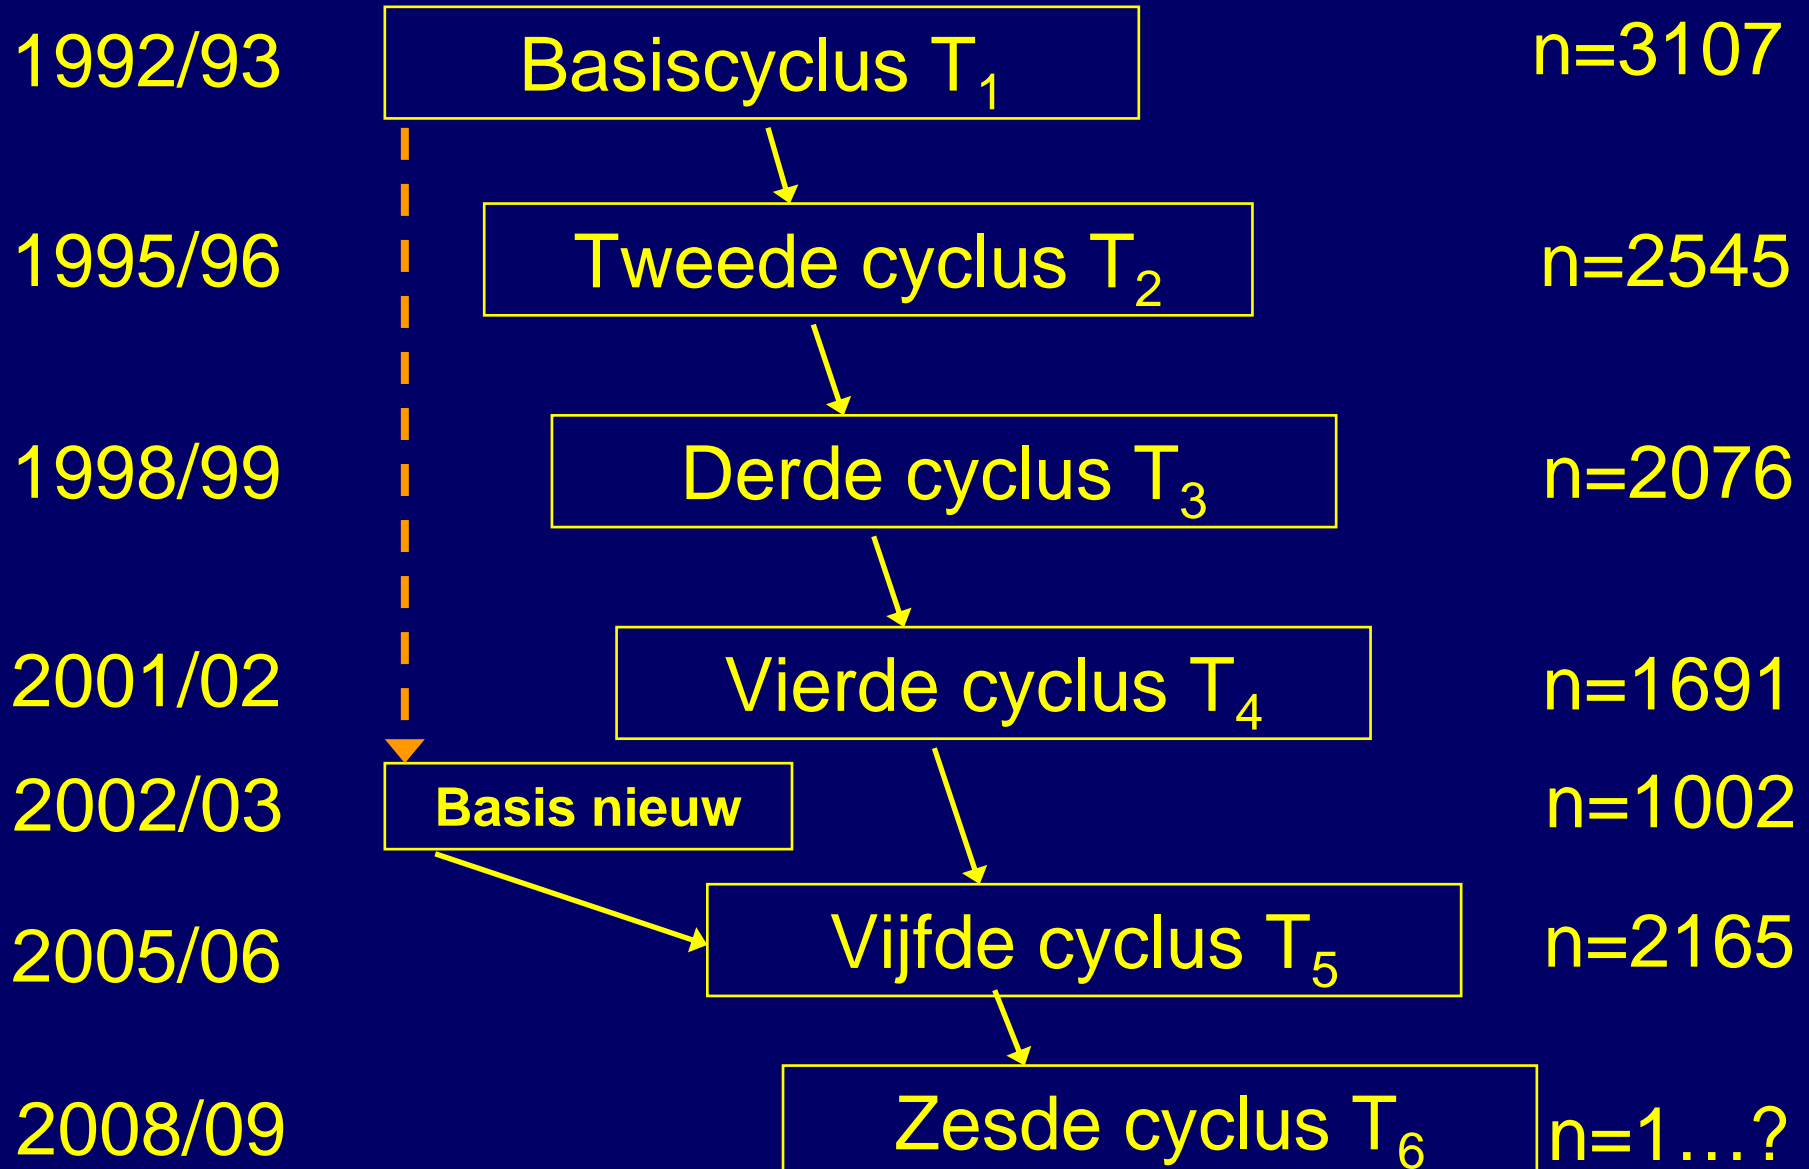 1992/93 Basiscyclus T₁ n=3107
1995/96 Tweede cyclus T₂ n=2545
1998/99 Derde cyclus T₃ n=2076
2001/02 Vierde cyclus T₄ n=1691
2002/03 Basis nieuw n=1002
2005/06 Vijfde cyclus T₅ n=2165
2008/09 Zesde cyclus T₆ n=1...?